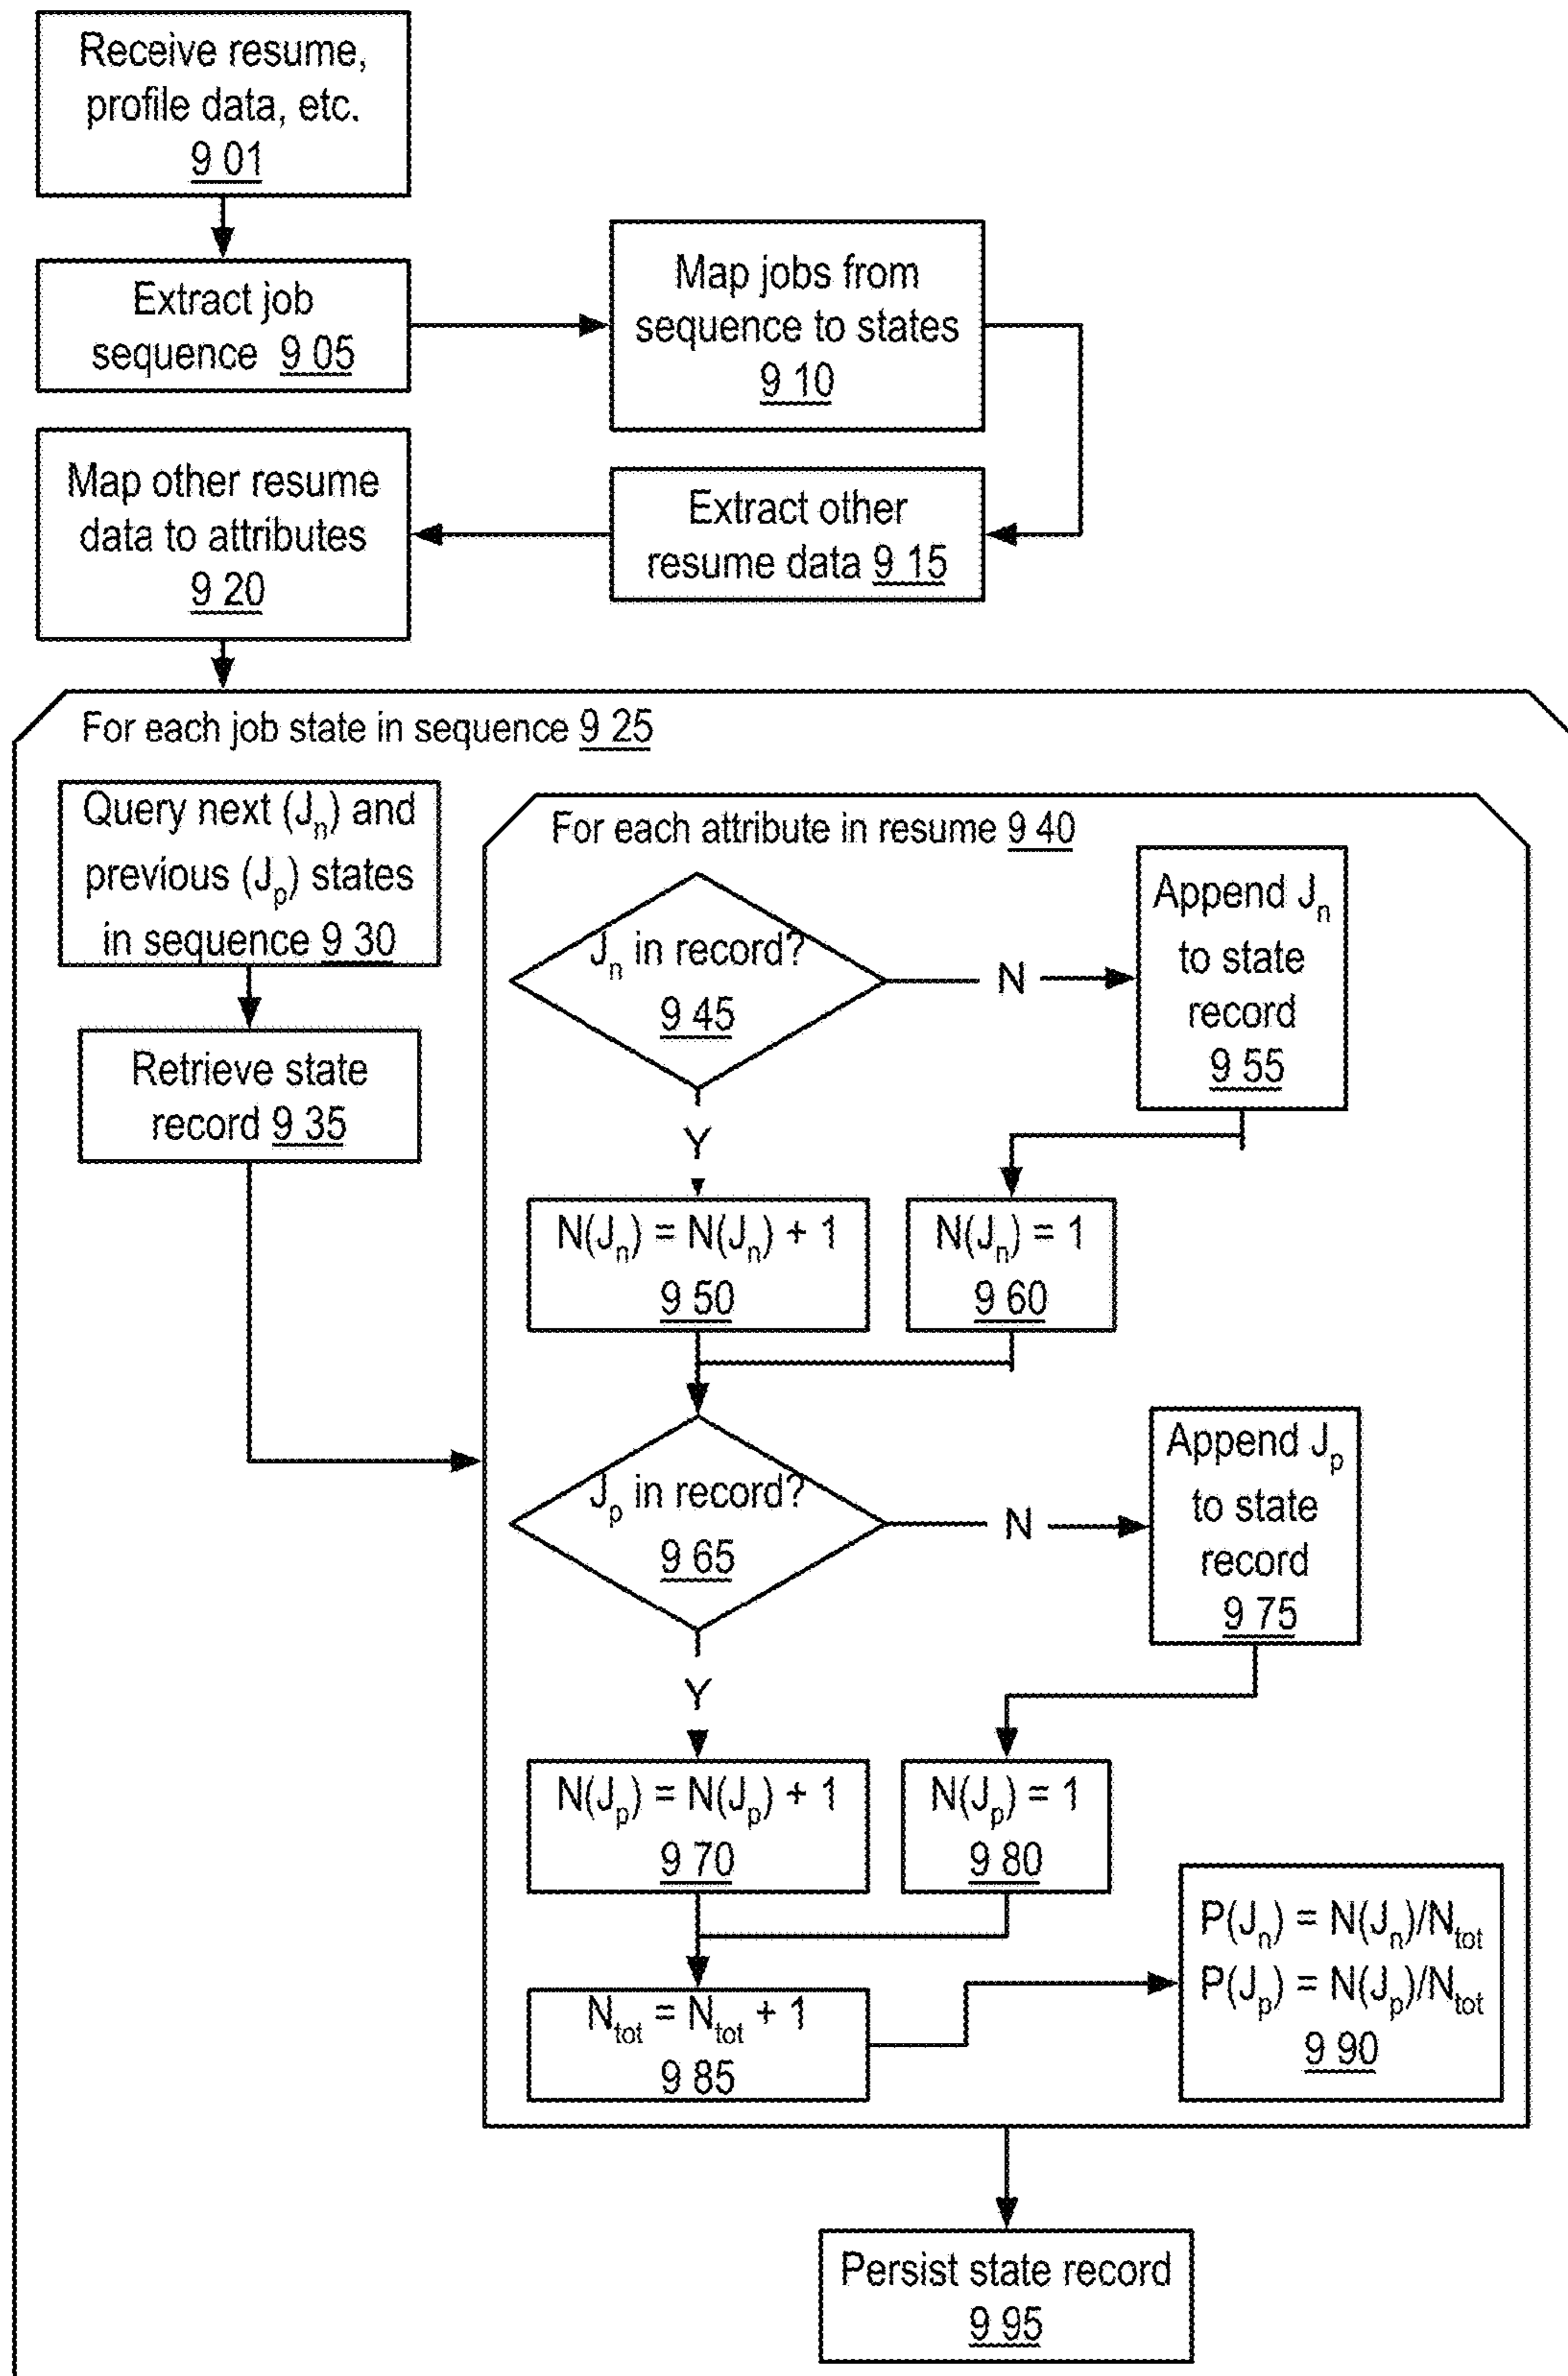 Receive resume,
profile data, etc.
9 01
Extract job
sequence 9 05
Map jobs from
sequence to states
9 10
Extract other
resume data 9 15
Map other resume
data to attributes
9 20
For each job state in sequence 9 25
Query next (Jn) and
previous (Jp) states
in sequence 9 30
Retrieve state
record 9 35
For each attribute in resume 9 40
Jn in record?
9 45
N
Append Jn
to state
record
9 55
Y
N(Jn) = N(Jn) + 1
9 50
N(Jn) = 1
9 60
Jp in record?
9 65
N
Append Jp
to state
record
9 75
Y
N(Jp) = N(Jp) + 1
9 70
N(Jp) = 1
9 80
Ntot = Ntot + 1
9 85
P(Jn) = N(Jn)/Ntot
P(Jp) = N(Jp)/Ntot
9 90
Persist state record
9 95